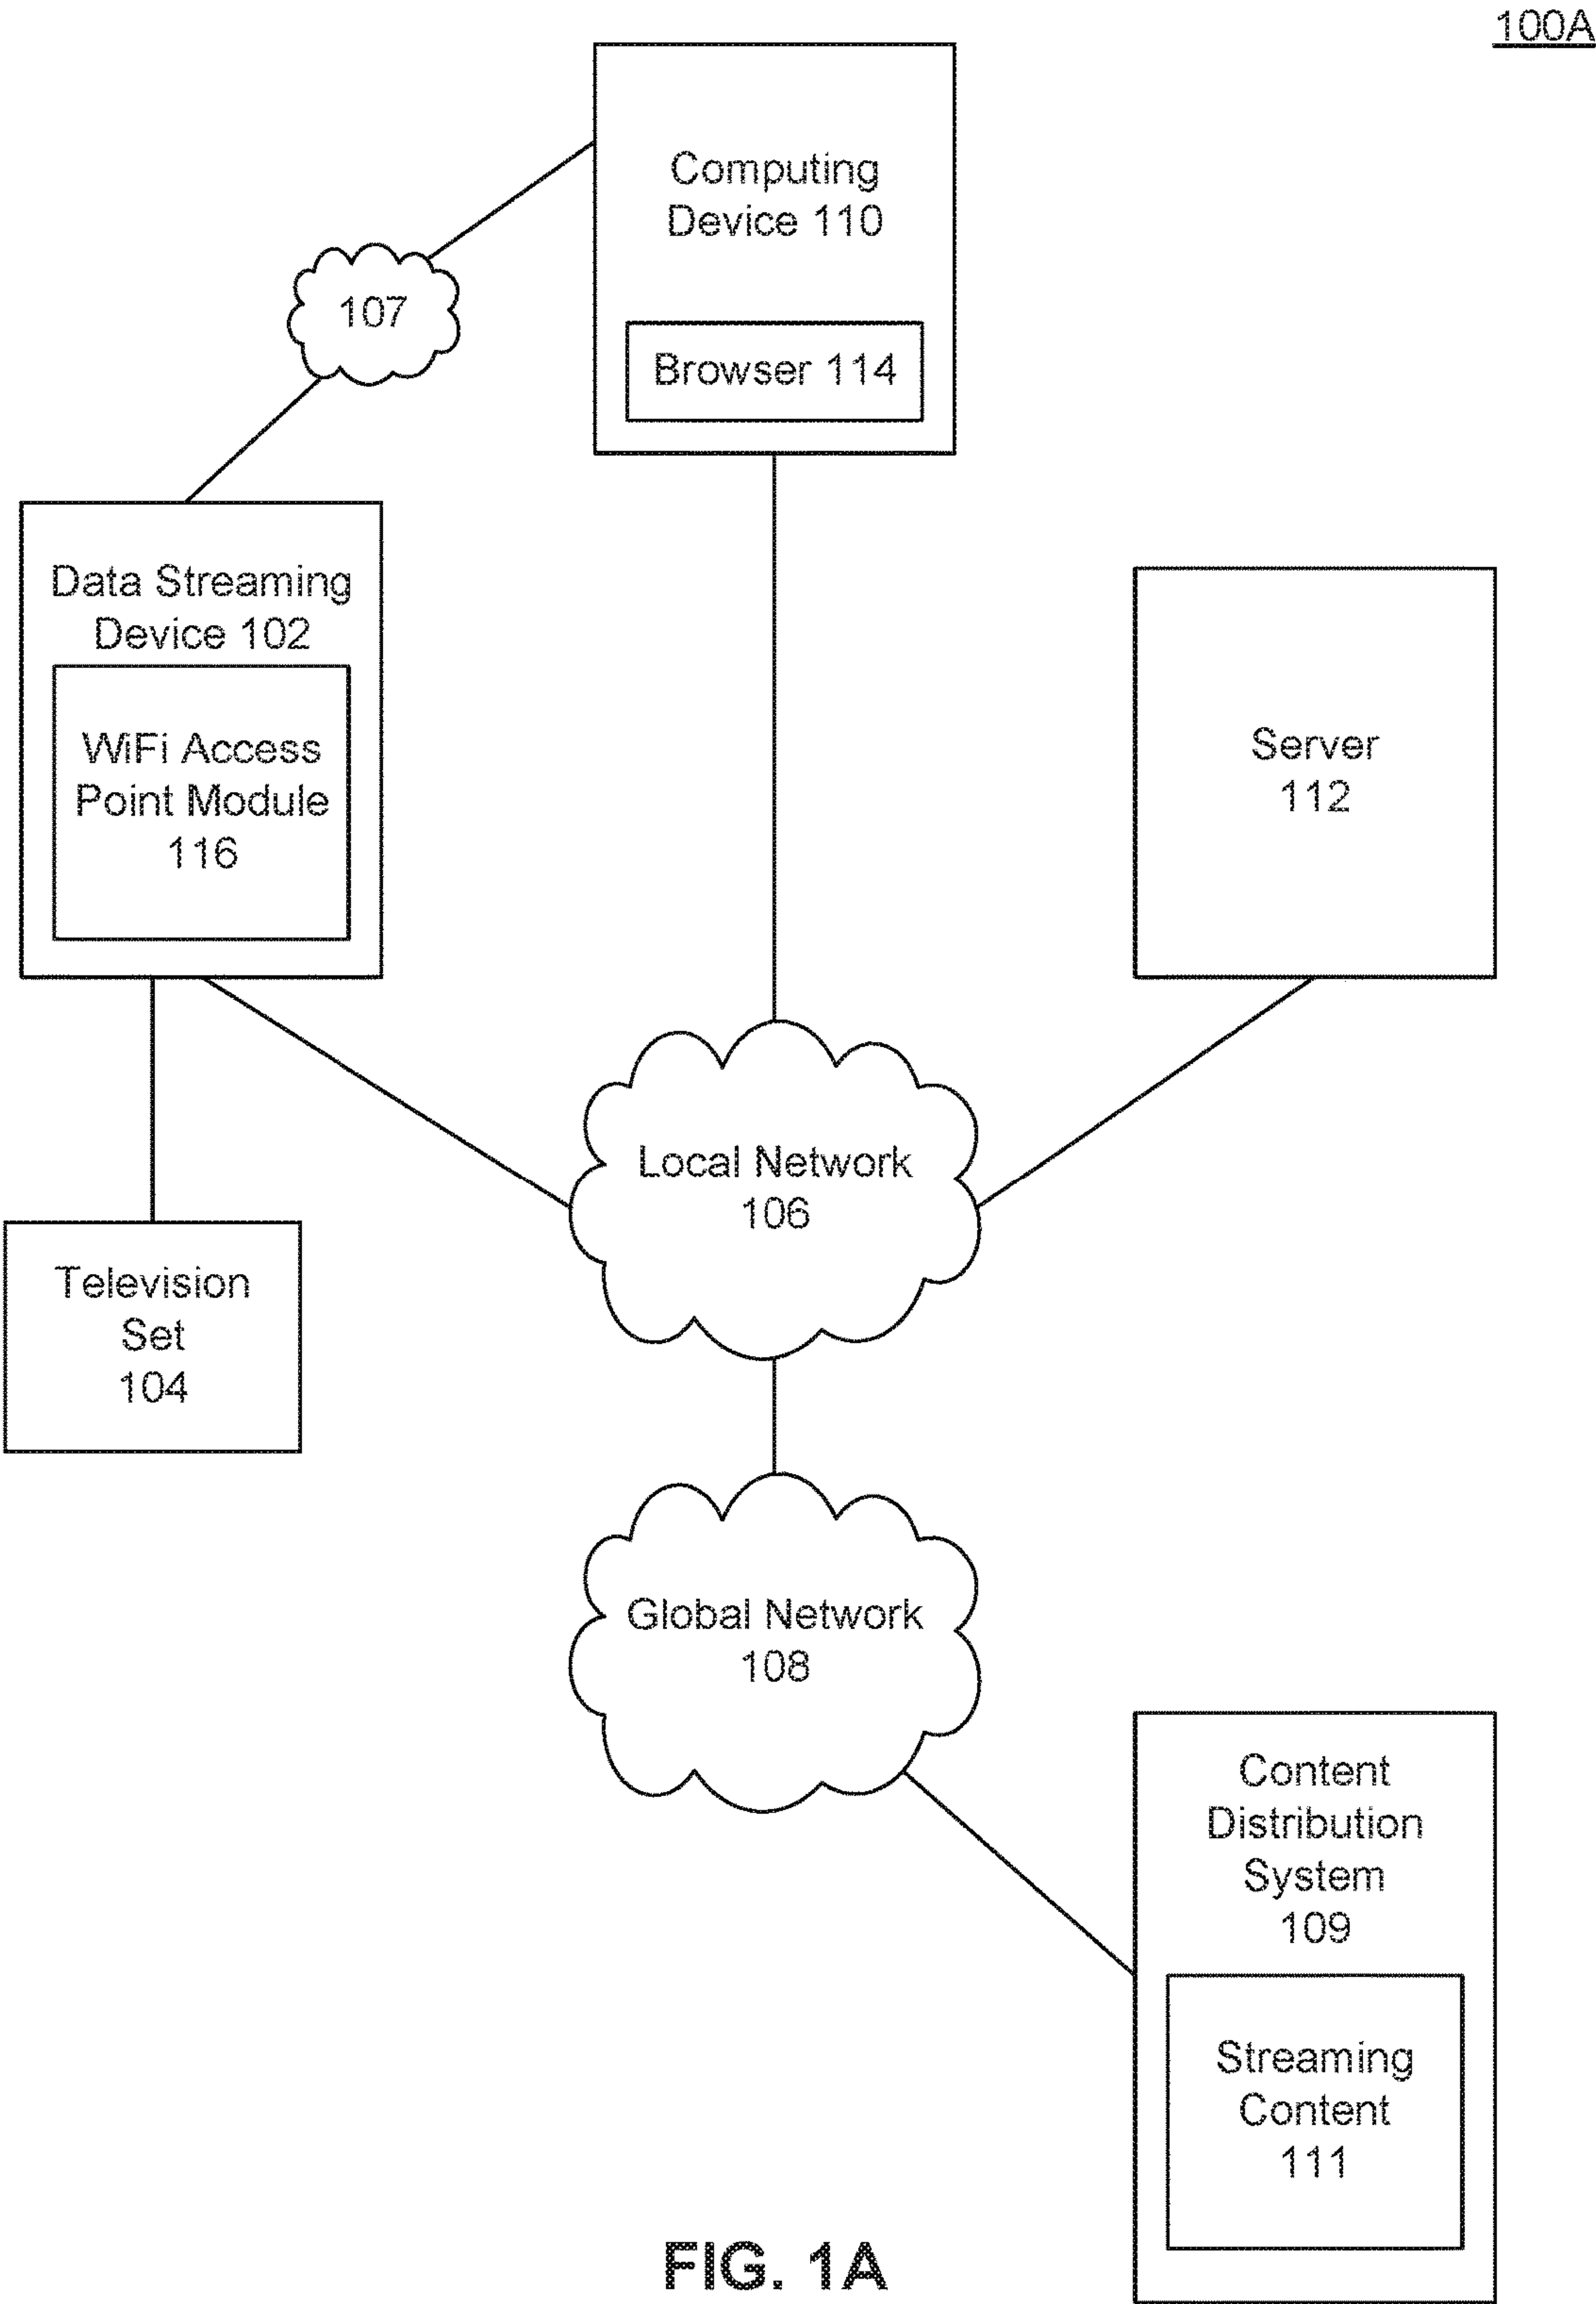 100A
Computing
Device 110
Browser 114
107
Data Streaming
Device 102
WiFi Access
Point Module
116
Server
112
Local Network
106
Television
Set
104
Global Network
108
Content
Distribution
System
109
Streaming
Content
111
FIG. 1A